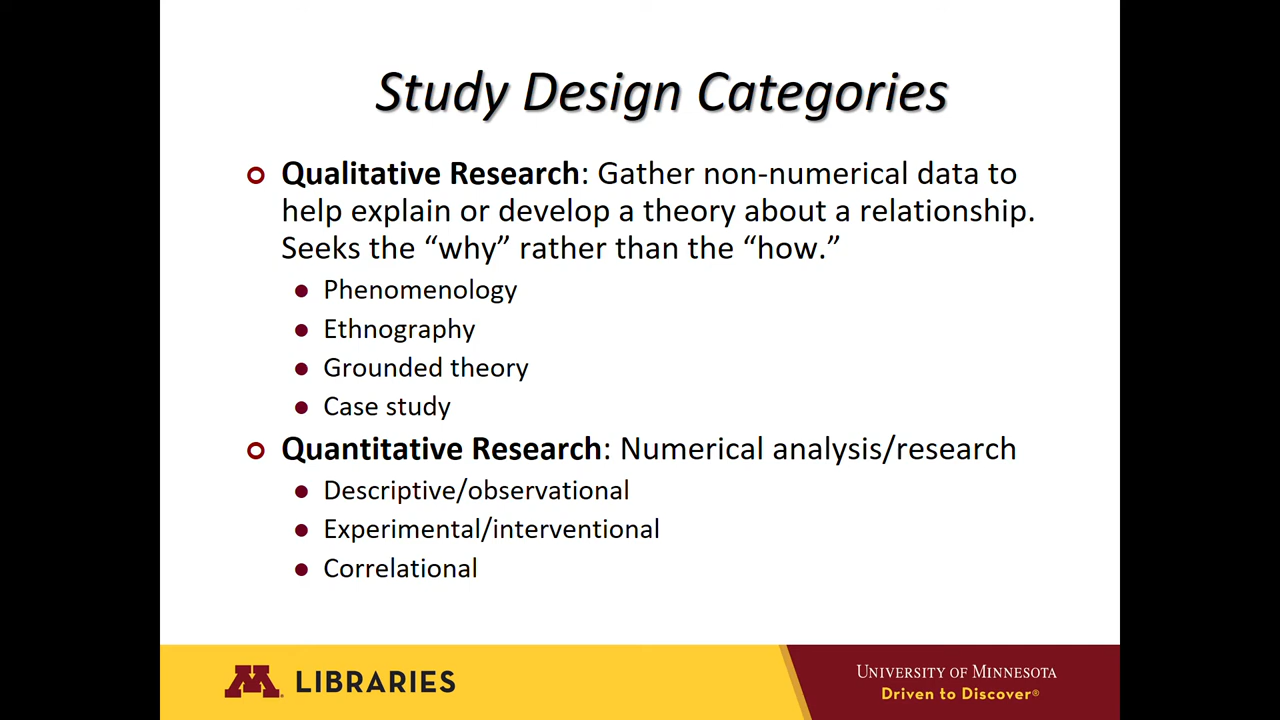 Study Design Categories
Qualitative Research: Gather non-numerical data to
help explain or develop a theory about a relationship.
Seeks the “why” rather than the “how.”
Phenomenology
Ethnography
Grounded theory
Case study
Quantitative Research: Numerical analysis/research
Descriptive/observational
Experimental/interventional
Correlational
M LIBRARIES
UNIVERSITY OF MINNESOTA
Driven to Discover®